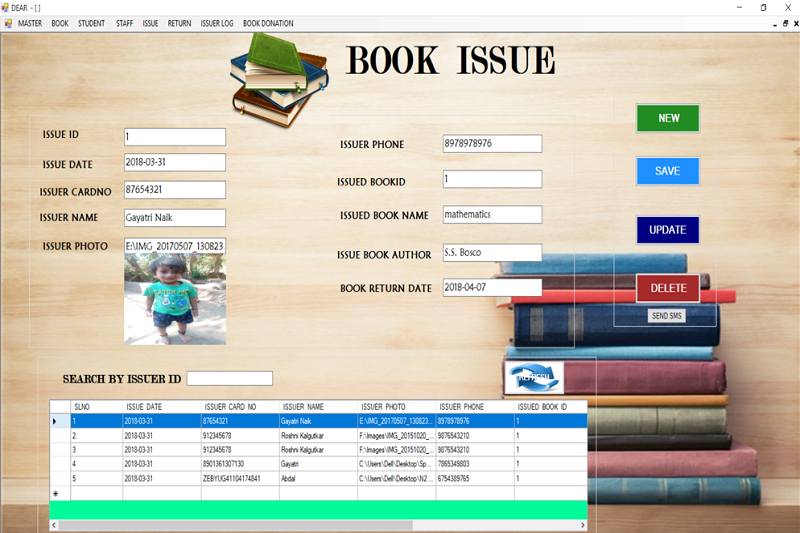 DEAR - [ ]
MASTER BOOK STUDENT STAFF ISSUE RETURN ISSUER LOG BOOK DONATION
BOOK ISSUE
ISSUE ID 1
ISSUE DATE 2018-03-31
ISSUER CARDNO 87654321
ISSUER NAME Gayatri Naik
ISSUER PHOTO E:\IMG_20170507_130823.
ISSUER PHONE 8978978976
ISSUED BOOKID 1
ISSUED BOOK NAME mathematics
ISSUE BOOK AUTHOR S.S. Bosco
BOOK RETURN DATE 2018-04-07
NEW
SAVE
UPDATE
DELETE
SEND SMS
SEARCH BY ISSUER ID
REFRESH
SLNO ISSUE DATE ISSUER CARD NO ISSUER NAME ISSUER PHOTO ISSUER PHONE ISSUED BOOK ID
1 2018-03-31 87654321 Gayatri Naik E:\IMG_20170507_130823... 8978978976 1
2 2018-03-31 912345678 Roshni Kalgutkar F:\Images\IMG_20151020_... 9876543210 1
3 2018-03-31 912345678 Roshni Kalgutkar F:\Images\IMG_20151020_... 9876543210 1
4 2018-03-31 8901361307130 Gayatri C:\Users\Dell\Desktop\Sp... 7865349803 1
5 2018-03-31 ZEBYUG41104174841 Abdal C:\Users\Dell\Desktop\N2 ... 6754389765 1